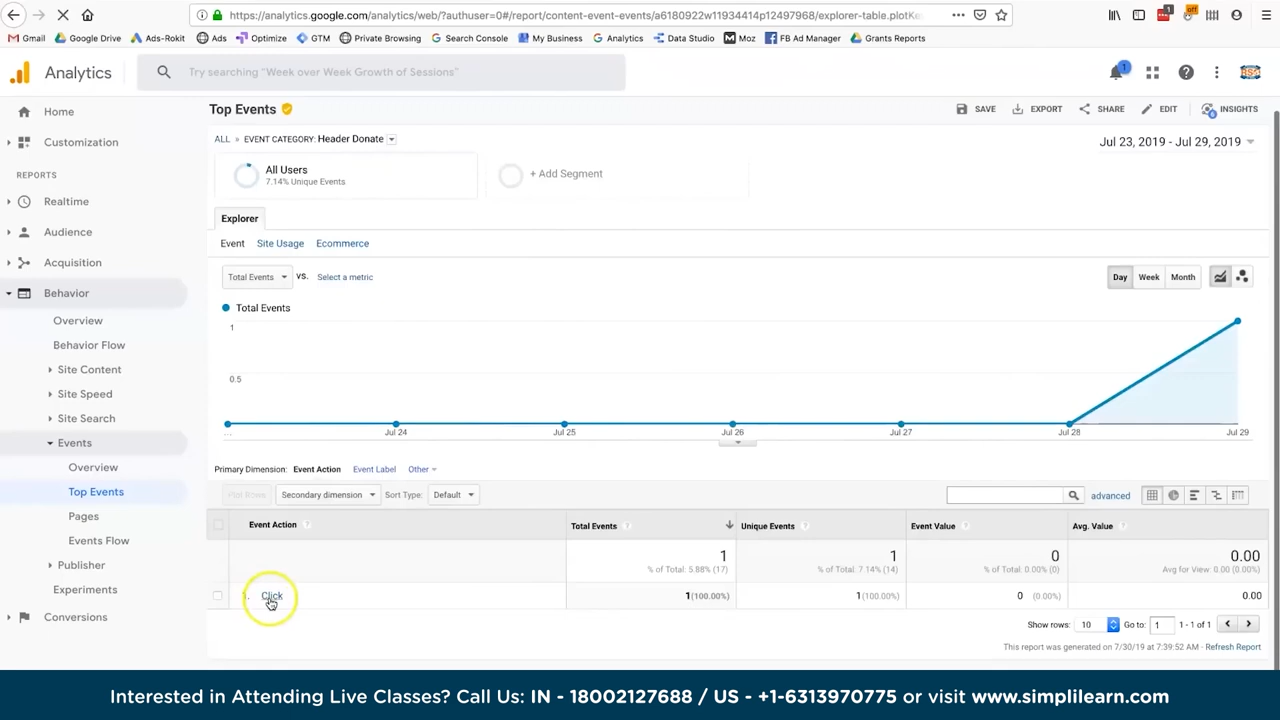 https://analytics.google.com/analytics/web/?authuser=0#/report/content-event-events/a6180922w11934414p12497968/explorer-table.plotKe
1
off
Gmail Google Drive Ads-Rokit Ads Optimize GTM Private Browsing Search Console My Business Analytics Data Studio Moz FB Ad Manager Grants Reports
Analytics
Try searching "Week over Week Growth of Sessions"
1
Home
Customization
REPORTS
Realtime
Audience
Acquisition
Behavior
Overview
Behavior Flow
Site Content
Site Speed
Site Search
Events
Overview
Top Events
Pages
Events Flow
Publisher
Experiments
Conversions
Top Events
SAVE EXPORT SHARE EDIT INSIGHTS
ALL » EVENT CATEGORY: Header Donate
Jul 23, 2019 - Jul 29, 2019
All Users
7.14% Unique Events
+ Add Segment
Explorer
Event Site Usage Ecommerce
Total Events VS. Select a metric
Day Week Month
Total Events
1
0.5
... Jul 24 Jul 25 Jul 26 Jul 27 Jul 28 Jul 29
Primary Dimension: Event Action Event Label Other
Plot Rows Secondary dimension Sort Type: Default advanced
Event Action Total Events Unique Events Event Value Avg. Value
1 1 0 0.00
% of Total: 5.88% (17) % of Total: 7.14% (14) % of Total: 0.00% (0) Avg for View: 0.00 (0.00%)
1. Click 1(100.00%) 1(100.00%) 0 (0.00%) 0.00
Show rows: 10 Go to: 1 1 - 1 of 1
This report was generated on 7/30/19 at 7:39:52 AM - Refresh Report
Interested in Attending Live Classes? Call Us: IN - 18002127688 / US - +1-6313970775 or visit www.simplilearn.com